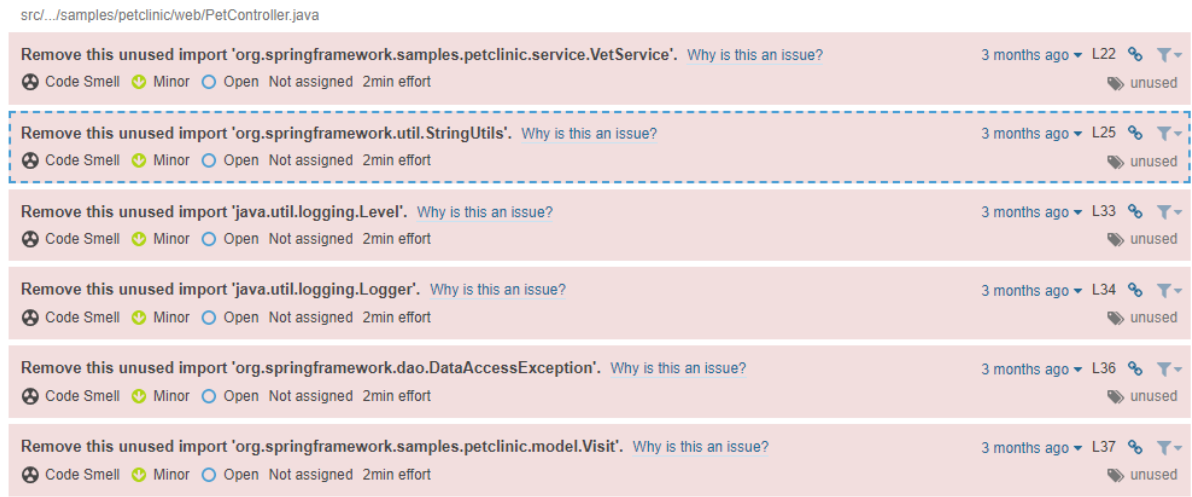 src/.../samples/petclinic/web/PetController.java
Remove this unused import 'org.springframework.samples.petclinic.service.VetService'. Why is this an issue? 3 months ago L22
Code Smell Minor Open Not assigned 2min effort unused
Remove this unused import 'org.springframework.util.StringUtils'. Why is this an issue? 3 months ago L25
Code Smell Minor Open Not assigned 2min effort unused
Remove this unused import 'java.util.logging.Level'. Why is this an issue? 3 months ago L33
Code Smell Minor Open Not assigned 2min effort unused
Remove this unused import 'java.util.logging.Logger'. Why is this an issue? 3 months ago L34
Code Smell Minor Open Not assigned 2min effort unused
Remove this unused import 'org.springframework.dao.DataAccessException'. Why is this an issue? 3 months ago L36
Code Smell Minor Open Not assigned 2min effort unused
Remove this unused import 'org.springframework.samples.petclinic.model.Visit'. Why is this an issue? 3 months ago L37
Code Smell Minor Open Not assigned 2min effort unused